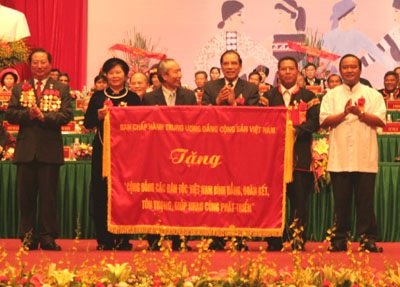 BAN CHẤP HÀNH TRUNG ƯƠNG ĐẢNG CỘNG SẢN VIỆT NAM
Tặng
"CỘNG ĐỒNG CÁC DÂN TỘC VIỆT NAM BÌNH ĐẲNG, ĐOÀN KẾT,
TÔN TRỌNG, GIÚP NHAU CÙNG PHÁT TRIỂN"